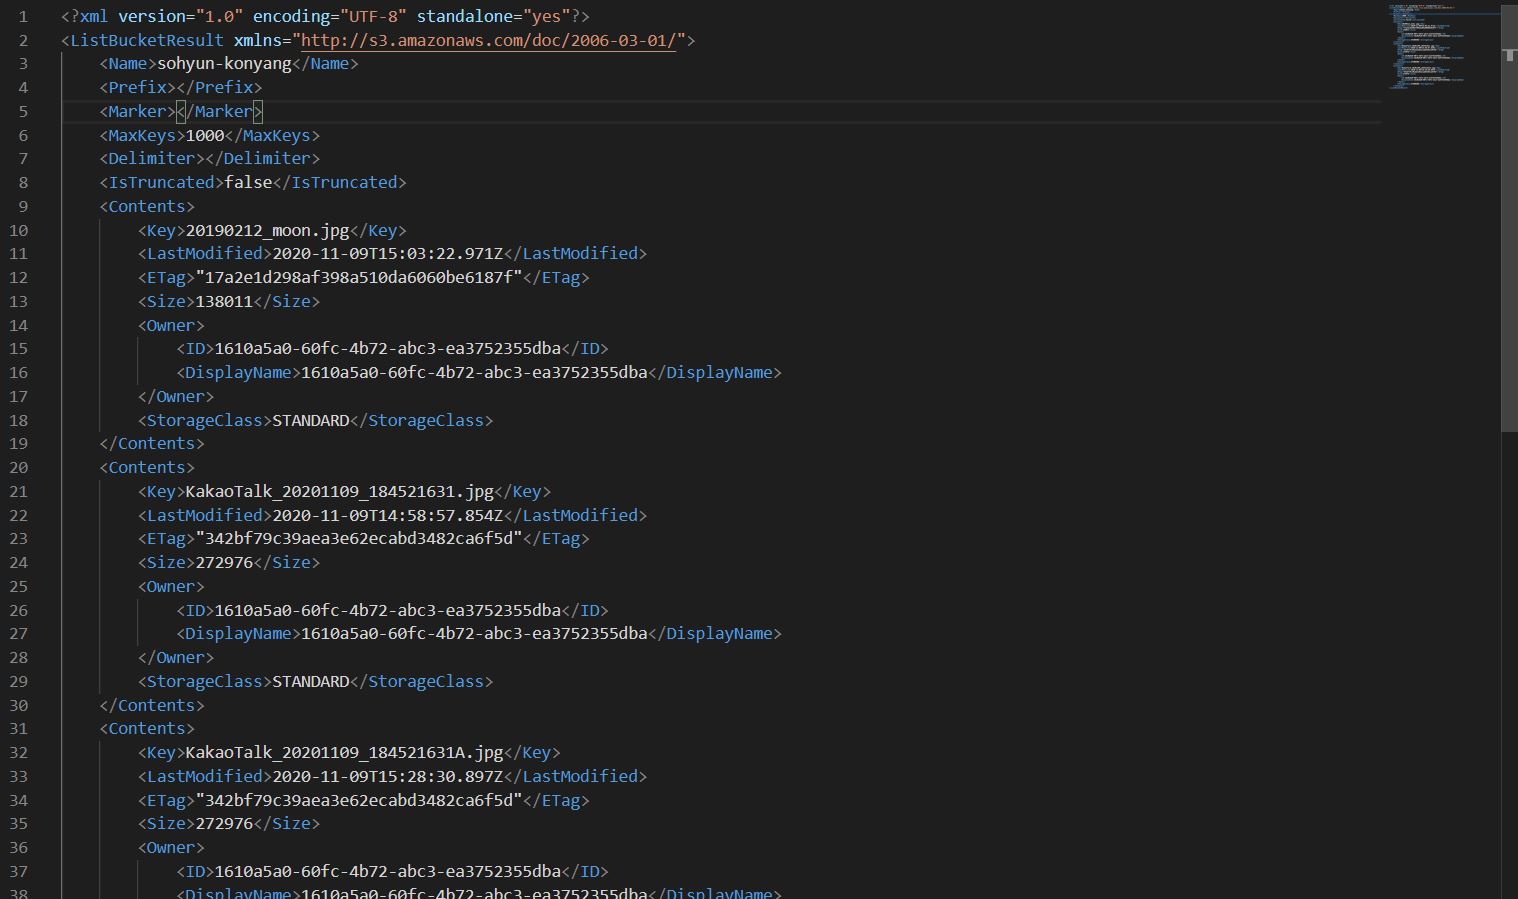 1 <?xml version="1.0" encoding="UTF-8" standalone="yes"?>
2 <ListBucketResult xmlns="http://s3.amazonaws.com/doc/2006-03-01/">
3 <Name>sohyun-konyang</Name>
4 <Prefix></Prefix>
5 <Marker></Marker>
6 <MaxKeys>1000</MaxKeys>
7 <Delimiter></Delimiter>
8 <IsTruncated>false</IsTruncated>
9 <Contents>
10 <Key>20190212_moon.jpg</Key>
11 <LastModified>2020-11-09T15:03:22.971Z</LastModified>
12 <ETag>"17a2e1d298af398a510da6060be6187f"</ETag>
13 <Size>138011</Size>
14 <Owner>
15 <ID>1610a5a0-60fc-4b72-abc3-ea3752355dba</ID>
16 <DisplayName>1610a5a0-60fc-4b72-abc3-ea3752355dba</DisplayName>
17 </Owner>
18 <StorageClass>STANDARD</StorageClass>
19 </Contents>
20 <Contents>
21 <Key>KakaoTalk_20201109_184521631.jpg</Key>
22 <LastModified>2020-11-09T14:58:57.854Z</LastModified>
23 <ETag>"342bf79c39aea3e62ecabd3482ca6f5d"</ETag>
24 <Size>272976</Size>
25 <Owner>
26 <ID>1610a5a0-60fc-4b72-abc3-ea3752355dba</ID>
27 <DisplayName>1610a5a0-60fc-4b72-abc3-ea3752355dba</DisplayName>
28 </Owner>
29 <StorageClass>STANDARD</StorageClass>
30 </Contents>
31 <Contents>
32 <Key>KakaoTalk_20201109_184521631A.jpg</Key>
33 <LastModified>2020-11-09T15:28:30.897Z</LastModified>
34 <ETag>"342bf79c39aea3e62ecabd3482ca6f5d"</ETag>
35 <Size>272976</Size>
36 <Owner>
37 <ID>1610a5a0-60fc-4b72-abc3-ea3752355dba</ID>
38 <DisplayName>1610a5a0-60fc-4b72-abc3-ea3752355dba</DisplayName>